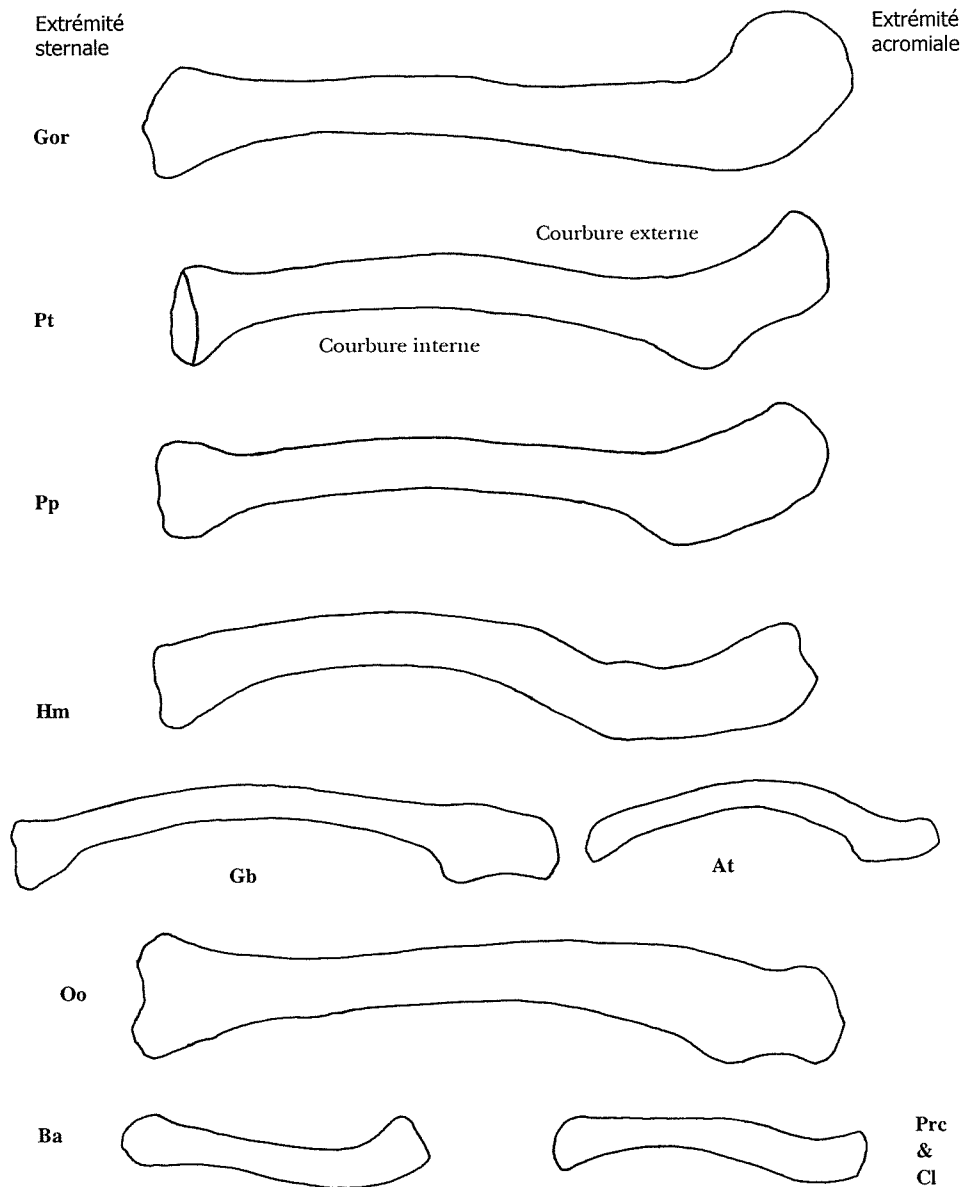 Extrémité
sternale
Extrémité
acromiale
Gor
Courbure externe
Pt
Courbure interne
Pp
Hm
Gb
At
Oo
Ba
Prc
&
Cl